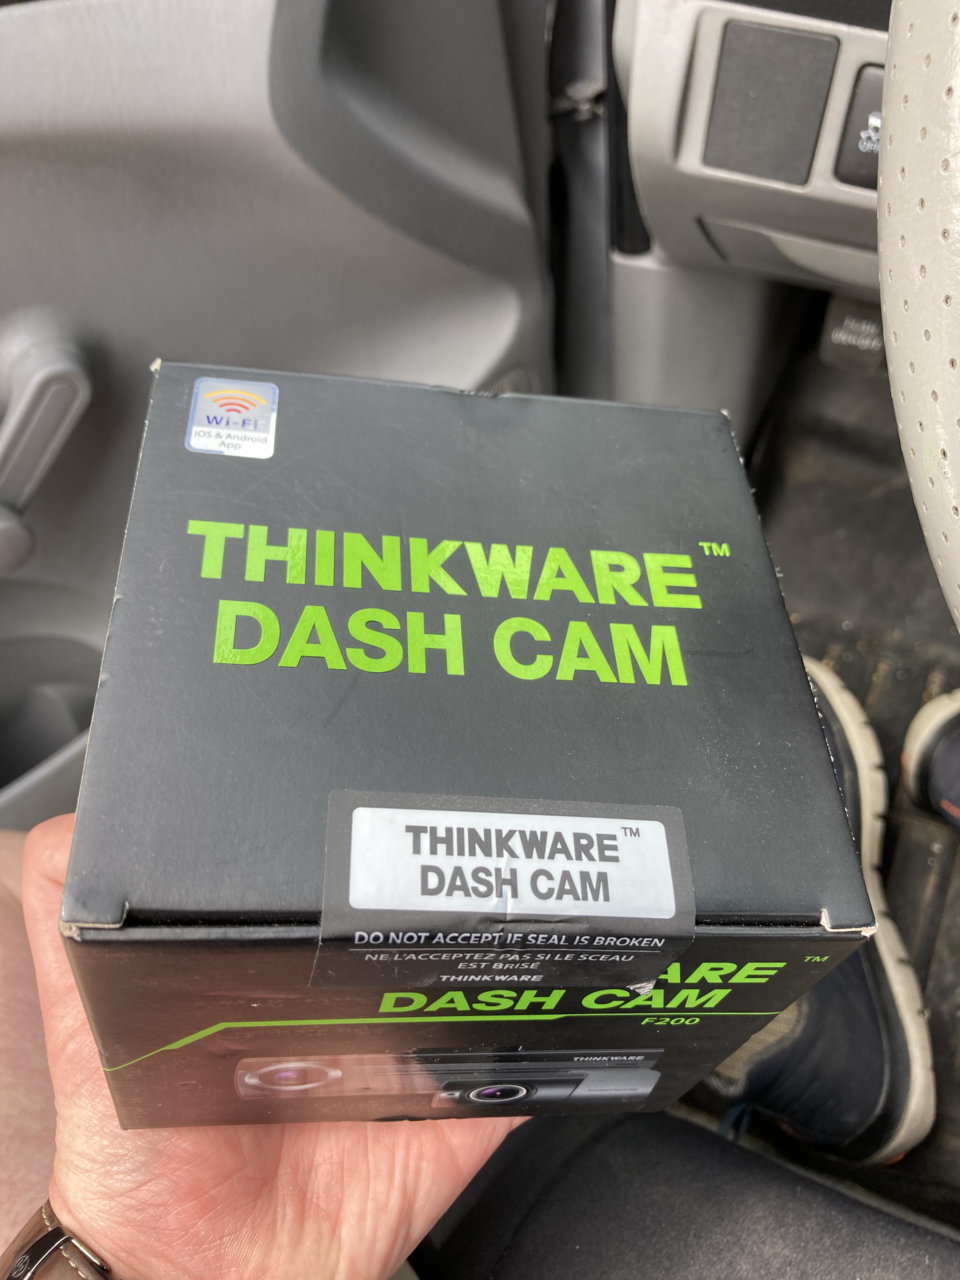 Wi-Fi
iOS & Android
App
THINKWARE™
DASH CAM
THINKWARE™
DASH CAM
DO NOT ACCEPT IF SEAL IS BROKEN
NE L'ACCEPTEZ PAS SI LE SCEAU
EST BRISÉ
THINKWARE
ARE™
DASH CAM
F200
THINKWARE